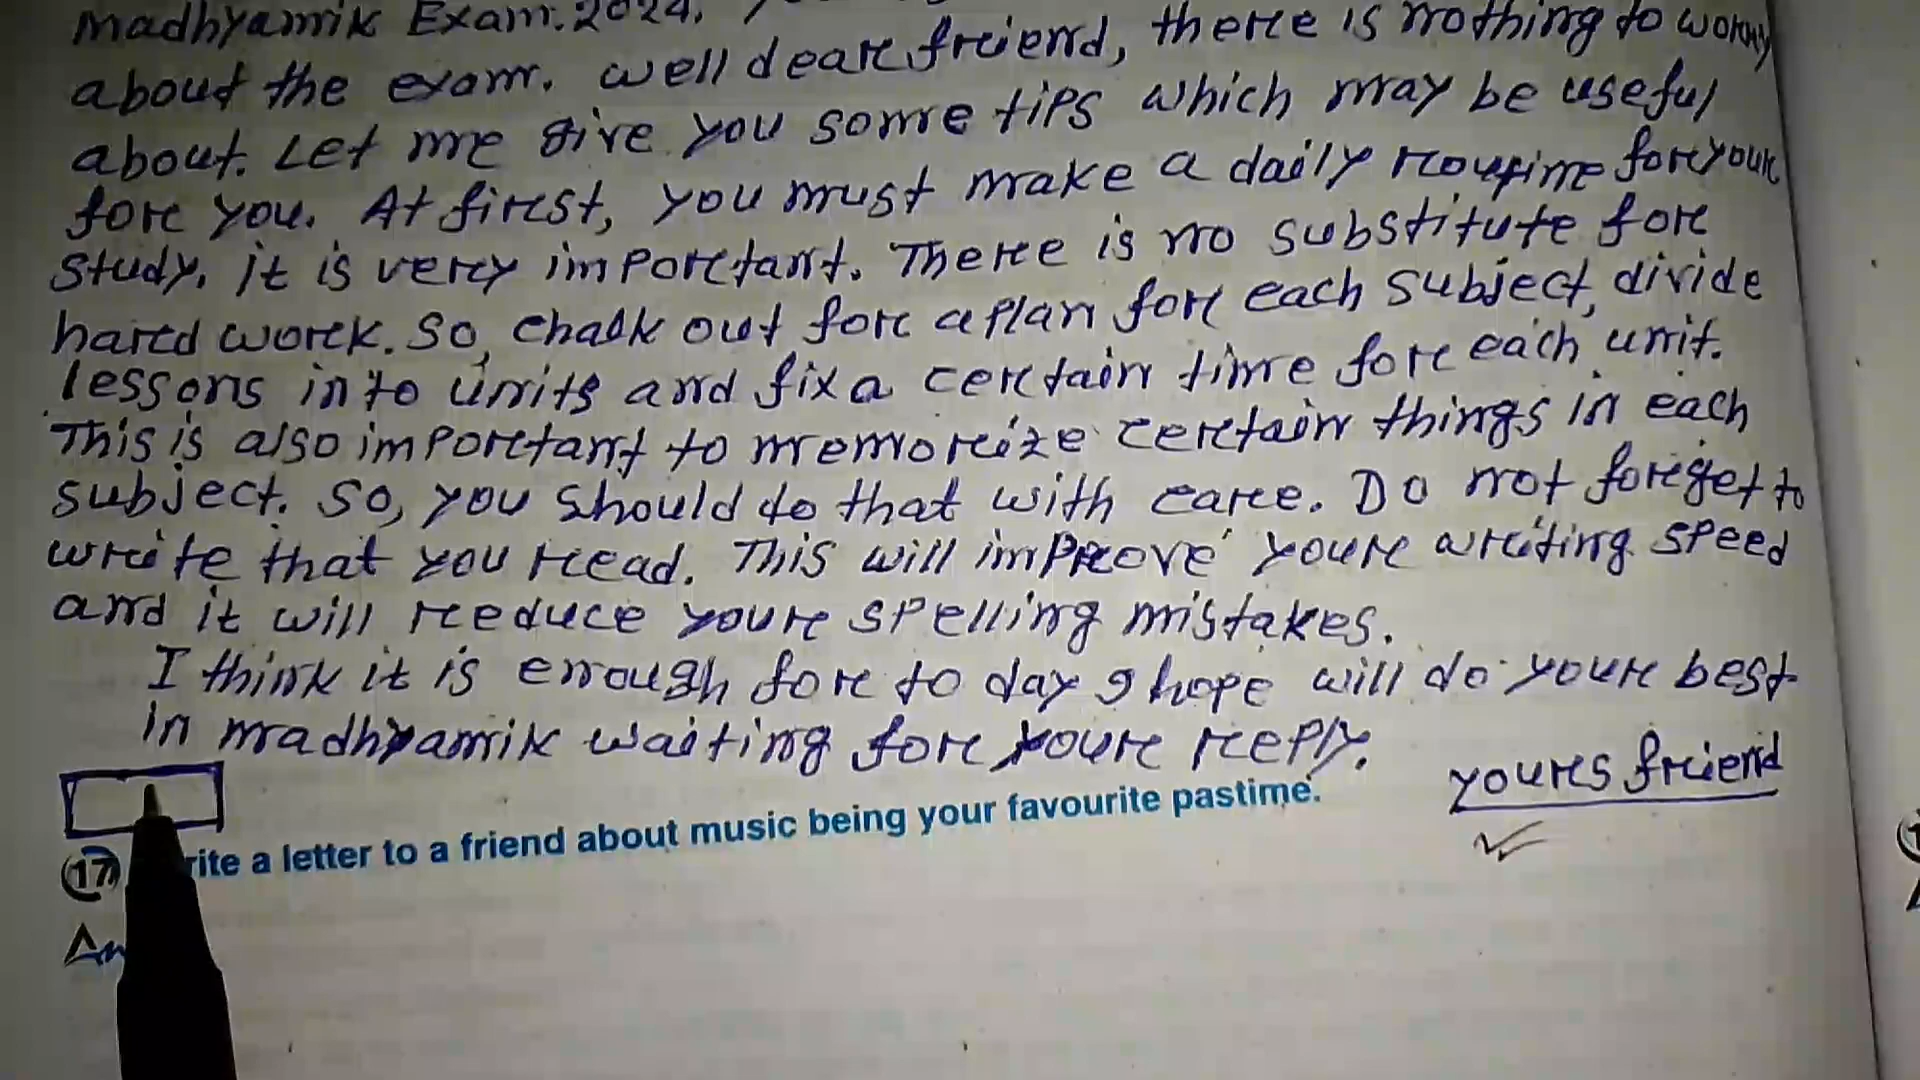 madhyamik Exam. 2024,
about the exam. well dear friend, there is nothing to worry
about. Let me give you some tips which may be useful
for you. At first, you must make a daily routine for your
study. it is very important. There is no substitute for
hard work. So, chalk out for a plan for each subject, divide
lessons into units and fix a certain time for each unit.
This is also important to memorize certain things in each
subject. So, you should do that with care. Do not forget to
write that you read. This will improve your writing speed
and it will reduce your spelling mistakes.
I think it is enough for to day I hope will do your best
in madhyamik waiting for your reply.
yours friend
17 rite a letter to a friend about music being your favourite pastime.
An